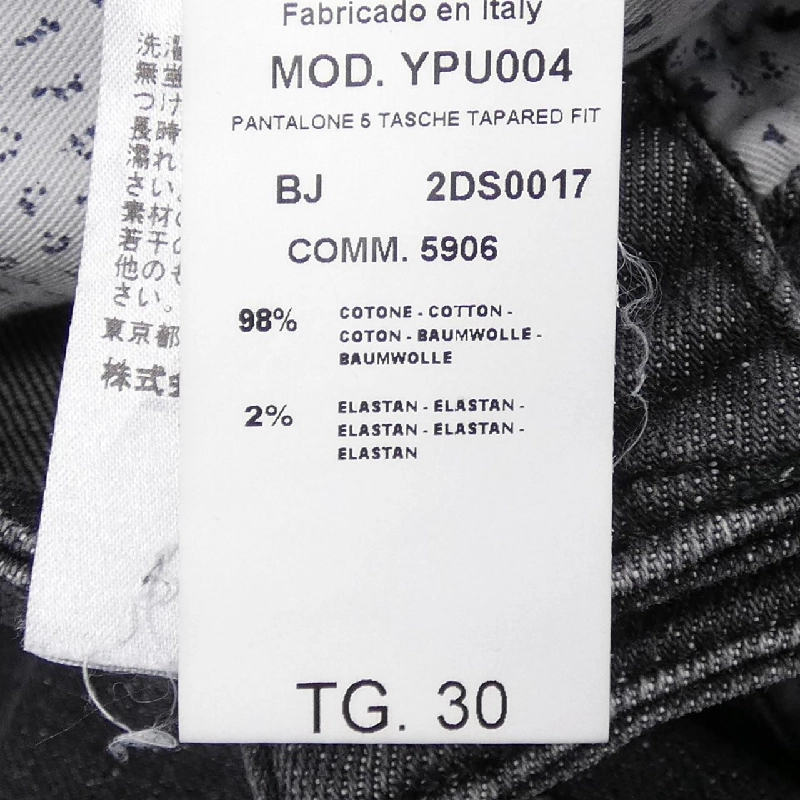 Fabricado en Italy
MOD. YPU004
PANTALONE 5 TASCHE TAPARED FIT
BJ 2DS0017
COMM. 5906
98% COTONE - COTTON -
COTON - BAUMWOLLE -
BAUMWOLLE
2% ELASTAN - ELASTAN -
ELASTAN - ELASTAN -
ELASTAN
TG. 30
洗濯
無蛍
つけ
長時
濡れ
さい。
素材の
若干の
他のも
さい。
東京都
株式会